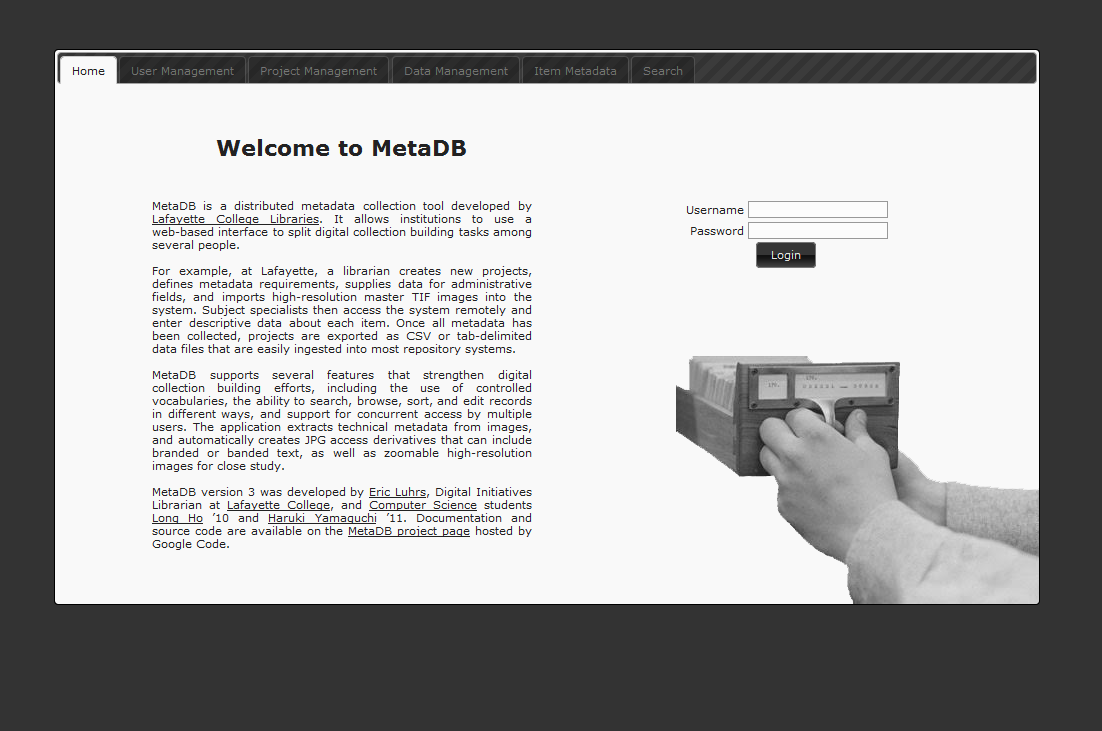 Home User Management Project Management Data Management Item Metadata Search
Welcome to MetaDB
MetaDB is a distributed metadata collection tool developed by
Lafayette College Libraries. It allows institutions to use a
web-based interface to split digital collection building tasks among
several people.
For example, at Lafayette, a librarian creates new projects,
defines metadata requirements, supplies data for administrative
fields, and imports high-resolution master TIF images into the
system. Subject specialists then access the system remotely and
enter descriptive data about each item. Once all metadata has
been collected, projects are exported as CSV or tab-delimited
data files that are easily ingested into most repository systems.
MetaDB supports several features that strengthen digital
collection building efforts, including the use of controlled
vocabularies, the ability to search, browse, sort, and edit records
in different ways, and support for concurrent access by multiple
users. The application extracts technical metadata from images,
and automatically creates JPG access derivatives that can include
branded or banded text, as well as zoomable high-resolution
images for close study.
MetaDB version 3 was developed by Eric Luhrs, Digital Initiatives
Librarian at Lafayette College, and Computer Science students
Long Ho ’10 and Haruki Yamaguchi ’11. Documentation and
source code are available on the MetaDB project page hosted by
Google Code.
Username
Password
Login